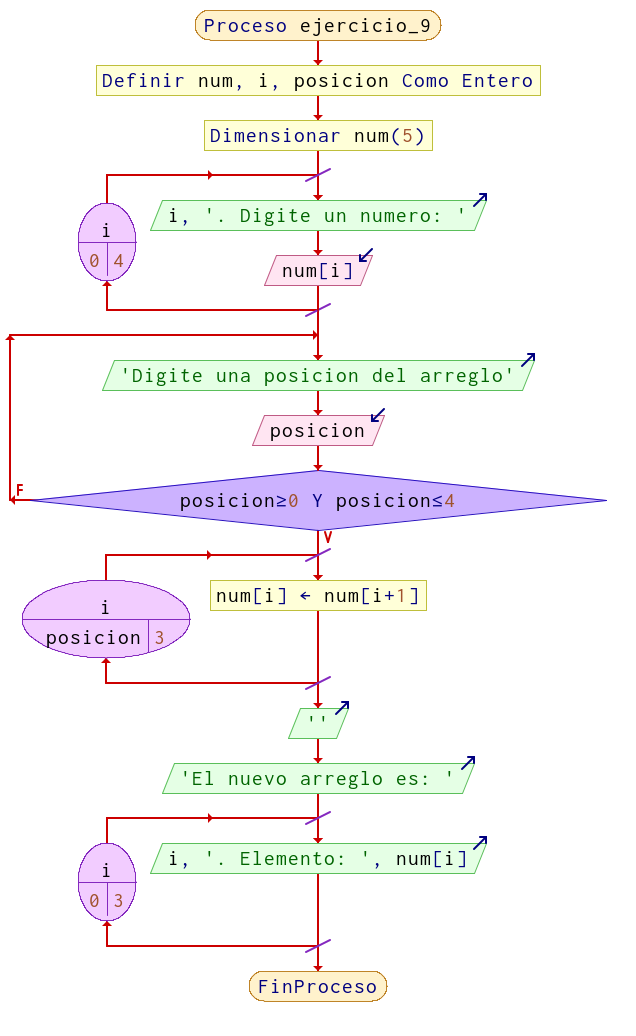 Proceso ejercicio_9
Definir num, i, posicion Como Entero
Dimensionar num(5)
i, '. Digite un numero: '
i
0 4
num[i]
'Digite una posicion del arreglo'
posicion
F
posicion≥0 Y posicion≤4
V
num[i] ← num[i+1]
i
posicion 3
''
'El nuevo arreglo es: '
i, '. Elemento: ', num[i]
i
0 3
FinProceso